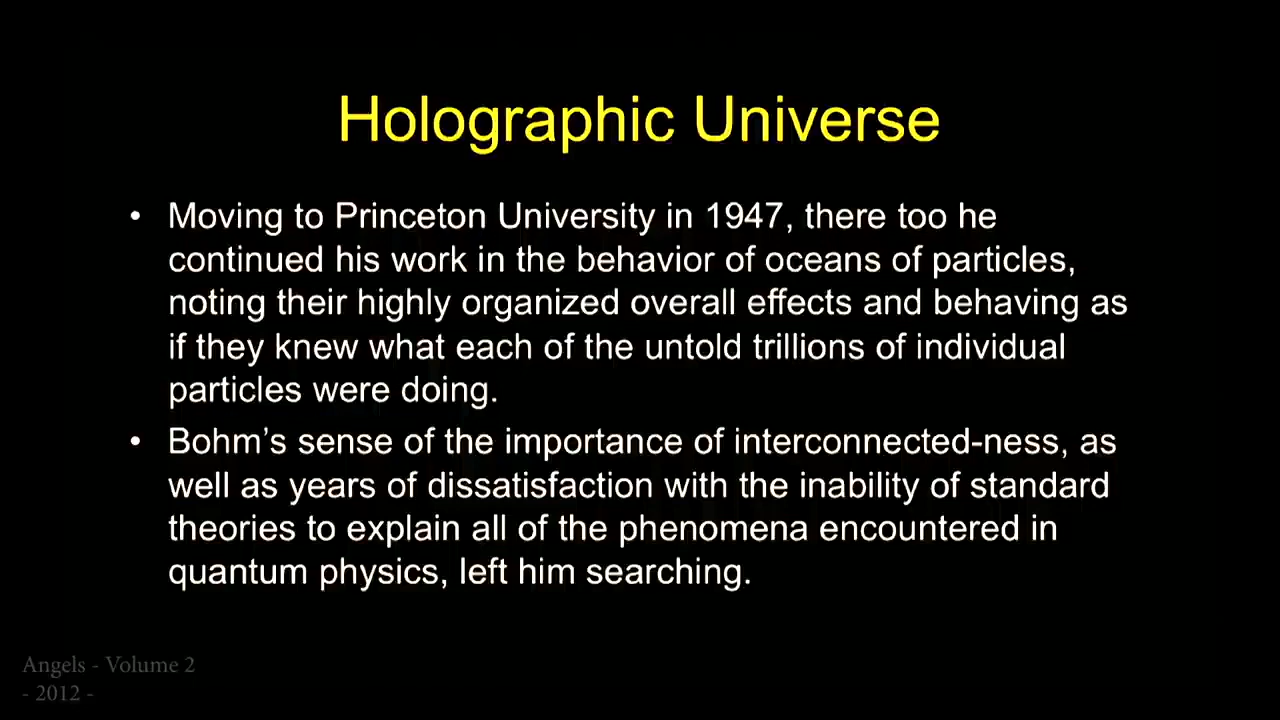 Holographic Universe
• Moving to Princeton University in 1947, there too he
continued his work in the behavior of oceans of particles,
noting their highly organized overall effects and behaving as
if they knew what each of the untold trillions of individual
particles were doing.
• Bohm’s sense of the importance of interconnected-ness, as
well as years of dissatisfaction with the inability of standard
theories to explain all of the phenomena encountered in
quantum physics, left him searching.
Angels - Volume 2
- 2012 -